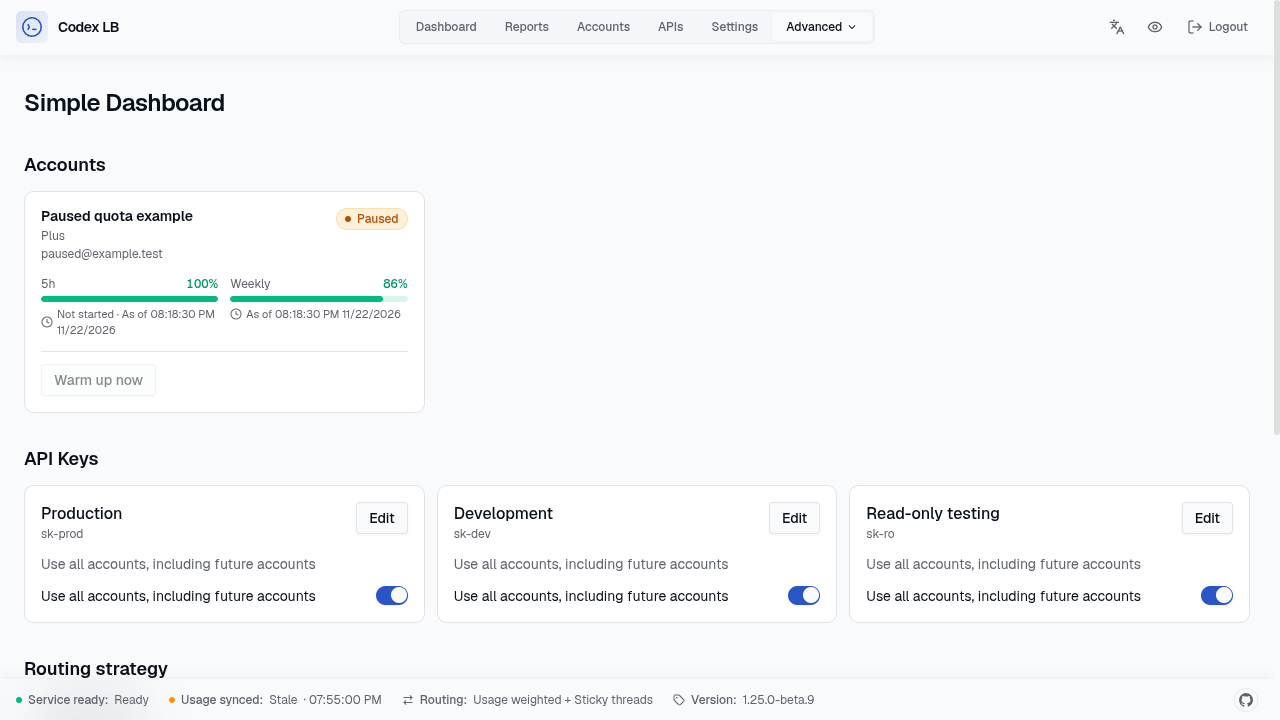 Codex LB
Dashboard
Reports
Accounts
APIs
Settings
Advanced
Logout
Simple Dashboard
Accounts
Paused quota example
Paused
Plus
paused@example.test
5h 100%
Weekly 86%
Not started · As of 08:18:30 PM
11/22/2026
As of 08:18:30 PM 11/22/2026
Warm up now
API Keys
Production
Edit
sk-prod
Use all accounts, including future accounts
Use all accounts, including future accounts
Development
Edit
sk-dev
Use all accounts, including future accounts
Use all accounts, including future accounts
Read-only testing
Edit
sk-ro
Use all accounts, including future accounts
Use all accounts, including future accounts
Routing strategy
Service ready: Ready
Usage synced: Stale · 07:55:00 PM
Routing: Usage weighted + Sticky threads
Version: 1.25.0-beta.9